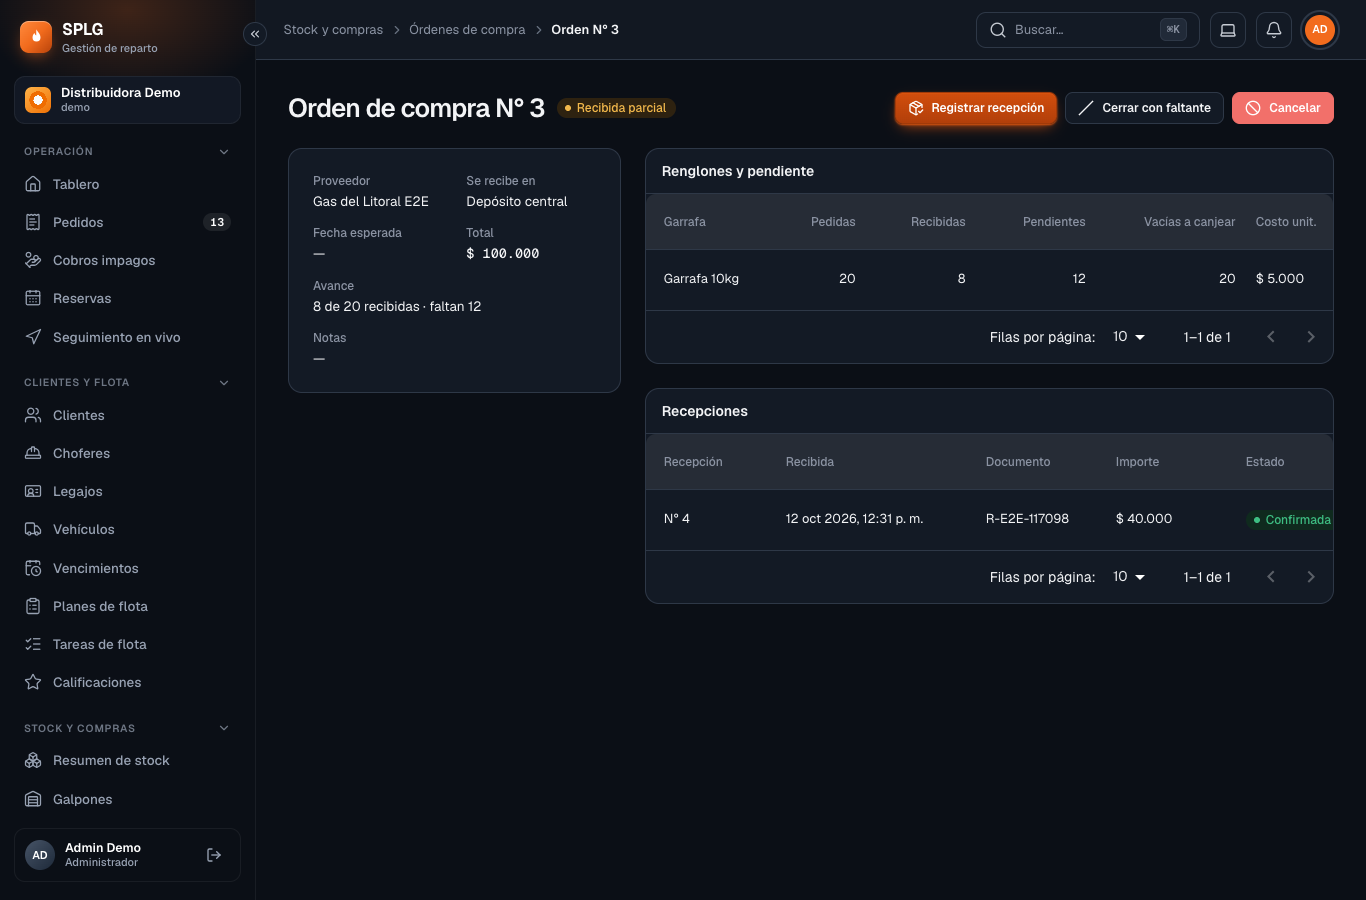 SPLG
Gestión de reparto
Distribuidora Demo
demo
OPERACIÓN
Tablero
Pedidos 13
Cobros impagos
Reservas
Seguimiento en vivo
CLIENTES Y FLOTA
Clientes
Choferes
Legajos
Vehículos
Vencimientos
Planes de flota
Tareas de flota
Calificaciones
STOCK Y COMPRAS
Resumen de stock
Galpones
AD
Admin Demo
Administrador
Stock y compras > Órdenes de compra > Orden N° 3
Buscar... ⌘K
AD
Orden de compra N° 3
Recibida parcial
Registrar recepción
Cerrar con faltante
Cancelar
Proveedor Se recibe en
Gas del Litoral E2E Depósito central
Fecha esperada Total
— $ 100.000
Avance
8 de 20 recibidas · faltan 12
Notas
—
Renglones y pendiente
Garrafa Pedidas Recibidas Pendientes Vacías a canjear Costo unit.
Garrafa 10kg 20 8 12 20 $ 5.000
Filas por página: 10 1–1 de 1
Recepciones
Recepción Recibida Documento Importe Estado
N° 4 12 oct 2026, 12:31 p. m. R-E2E-117098 $ 40.000 Confirmada
Filas por página: 10 1–1 de 1